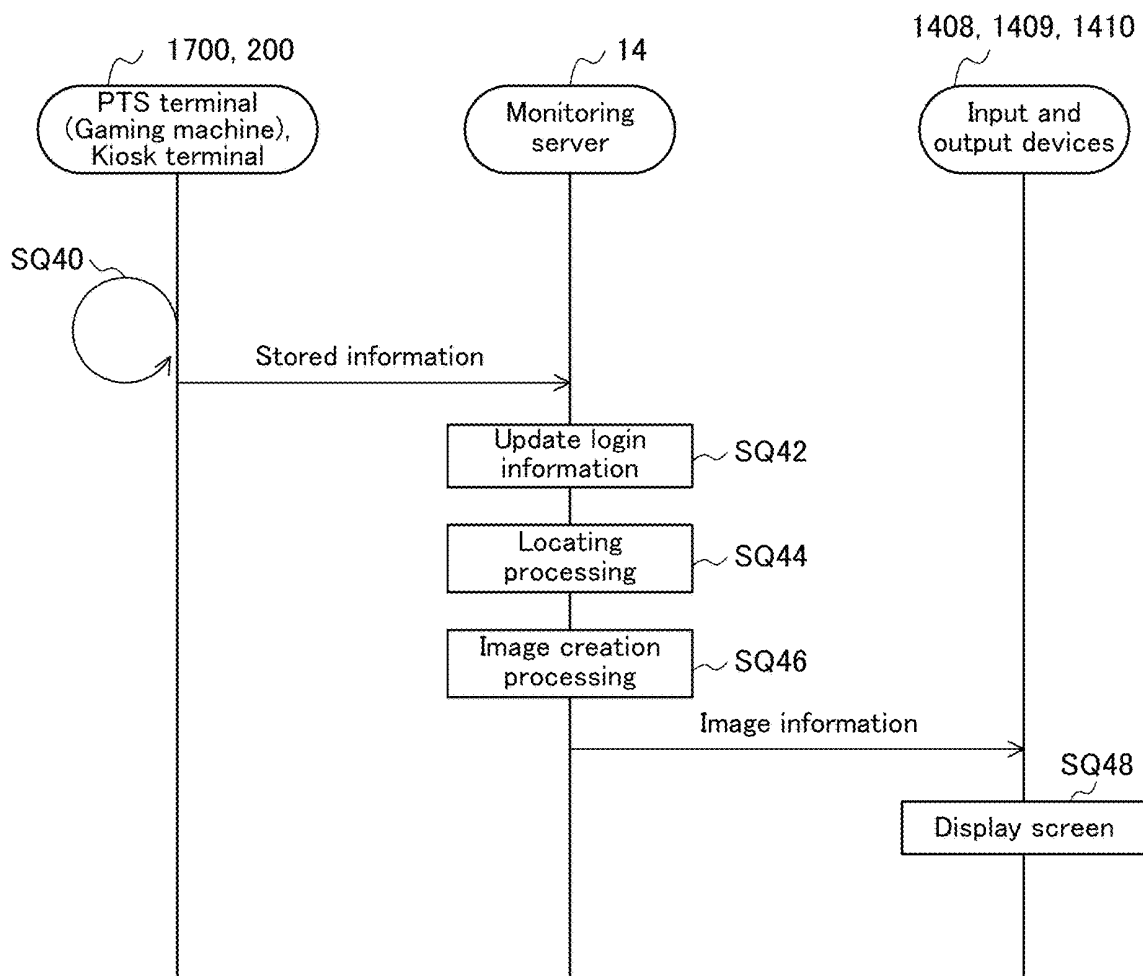 1700, 200
14
1408, 1409, 1410
PTS terminal
(Gaming machine),
Kiosk terminal
Monitoring
server
Input and
output devices
SQ40
Stored information
Update login
information
SQ42
Locating
processing
SQ44
Image creation
processing
SQ46
Image information
SQ48
Display screen